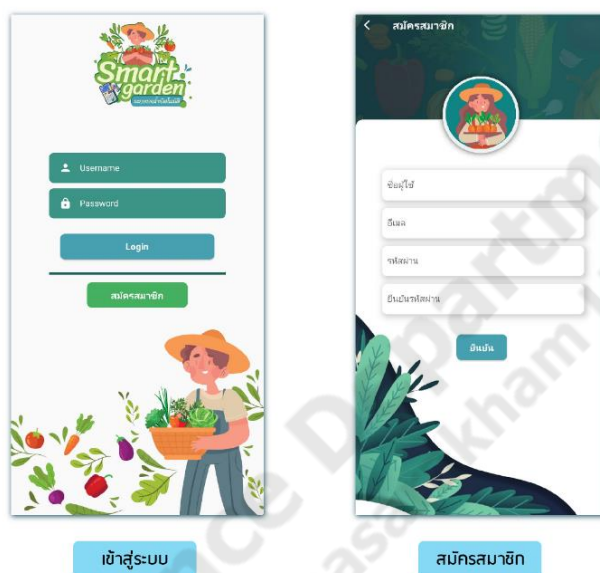 Smart
garden
Username
Password
Login
สมัครสมาชิก
เข้าสู่ระบบ
สมัครสมาชิก
ชื่อผู้ใช้
อีเมล
รหัสผ่าน
ยืนยันรหัสผ่าน
ยืนยัน
สมัครสมาชิก